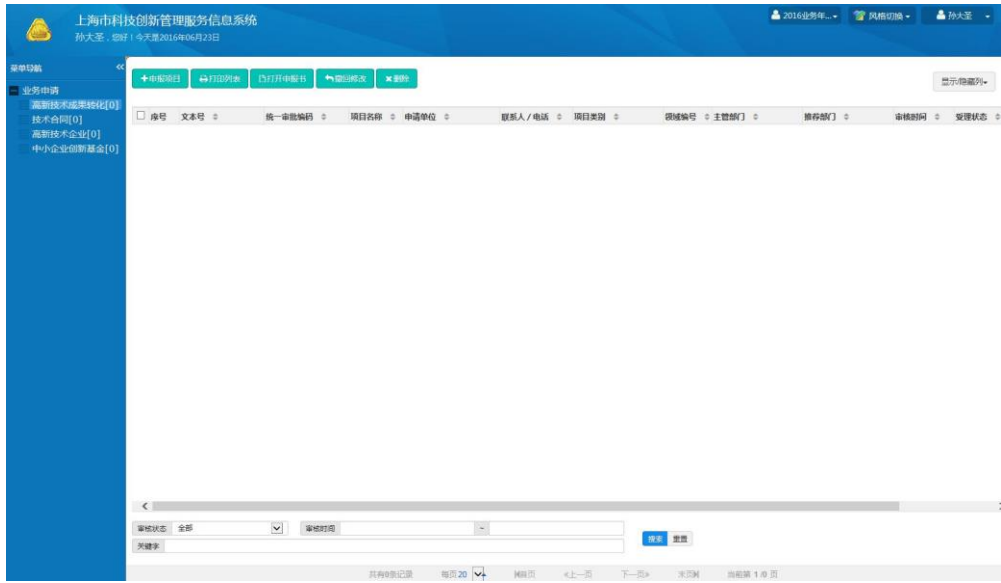 上海市科技创新管理服务信息系统
孙大圣，您好！今天是2016年06月23日
2016业务年...
风格切换
孙大圣
菜单导航 «
业务申请
高新技术成果转化[0]
技术合同[0]
高新技术企业[0]
中小企业创新基金[0]
申报项目 打印列表 打开申报书 撤回修改 删除
显示/隐藏列
序号 文本号 统一审批编码 项目名称 申请单位 联系人/电话 项目类别 领域编号 主管部门 推荐部门 审核时间 受理状态
审核状态 全部 审核时间 ~
关键字
搜索 重置
共有0条记录 每页 20 首页 «上一页 下一页» 末页 当前第 1 /0 页